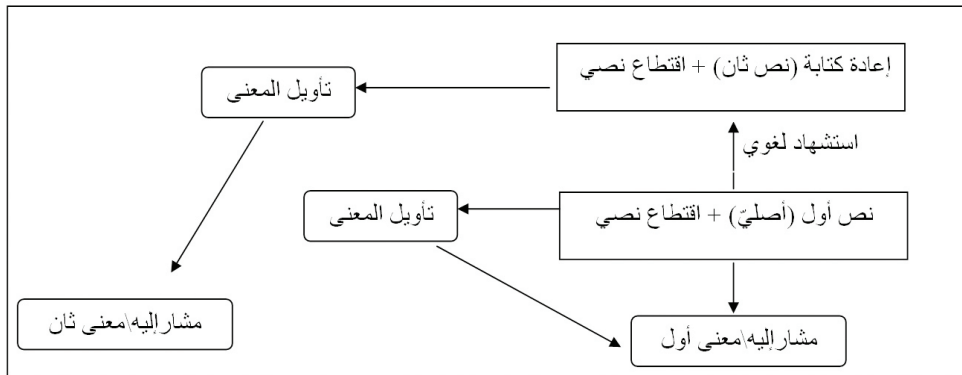 إعادة كتابة (نص ثان) + اقتطاع نصي
تأويل المعنى
استشهاد لغوي
نص أول (أصليّ) + اقتطاع نصي
تأويل المعنى
مشار إليه\معنى ثان
مشار إليه\معنى أول